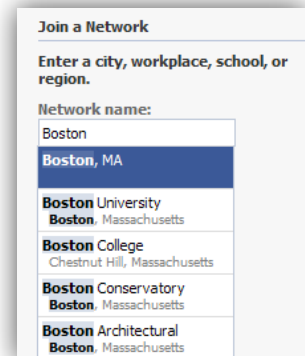 Join a Network
Enter a city, workplace, school, or
region.
Network name:
Boston
Boston, MA
Boston University
Boston, Massachusetts
Boston College
Chestnut Hill, Massachusetts
Boston Conservatory
Boston, Massachusetts
Boston Architectural
Boston, Massachusetts